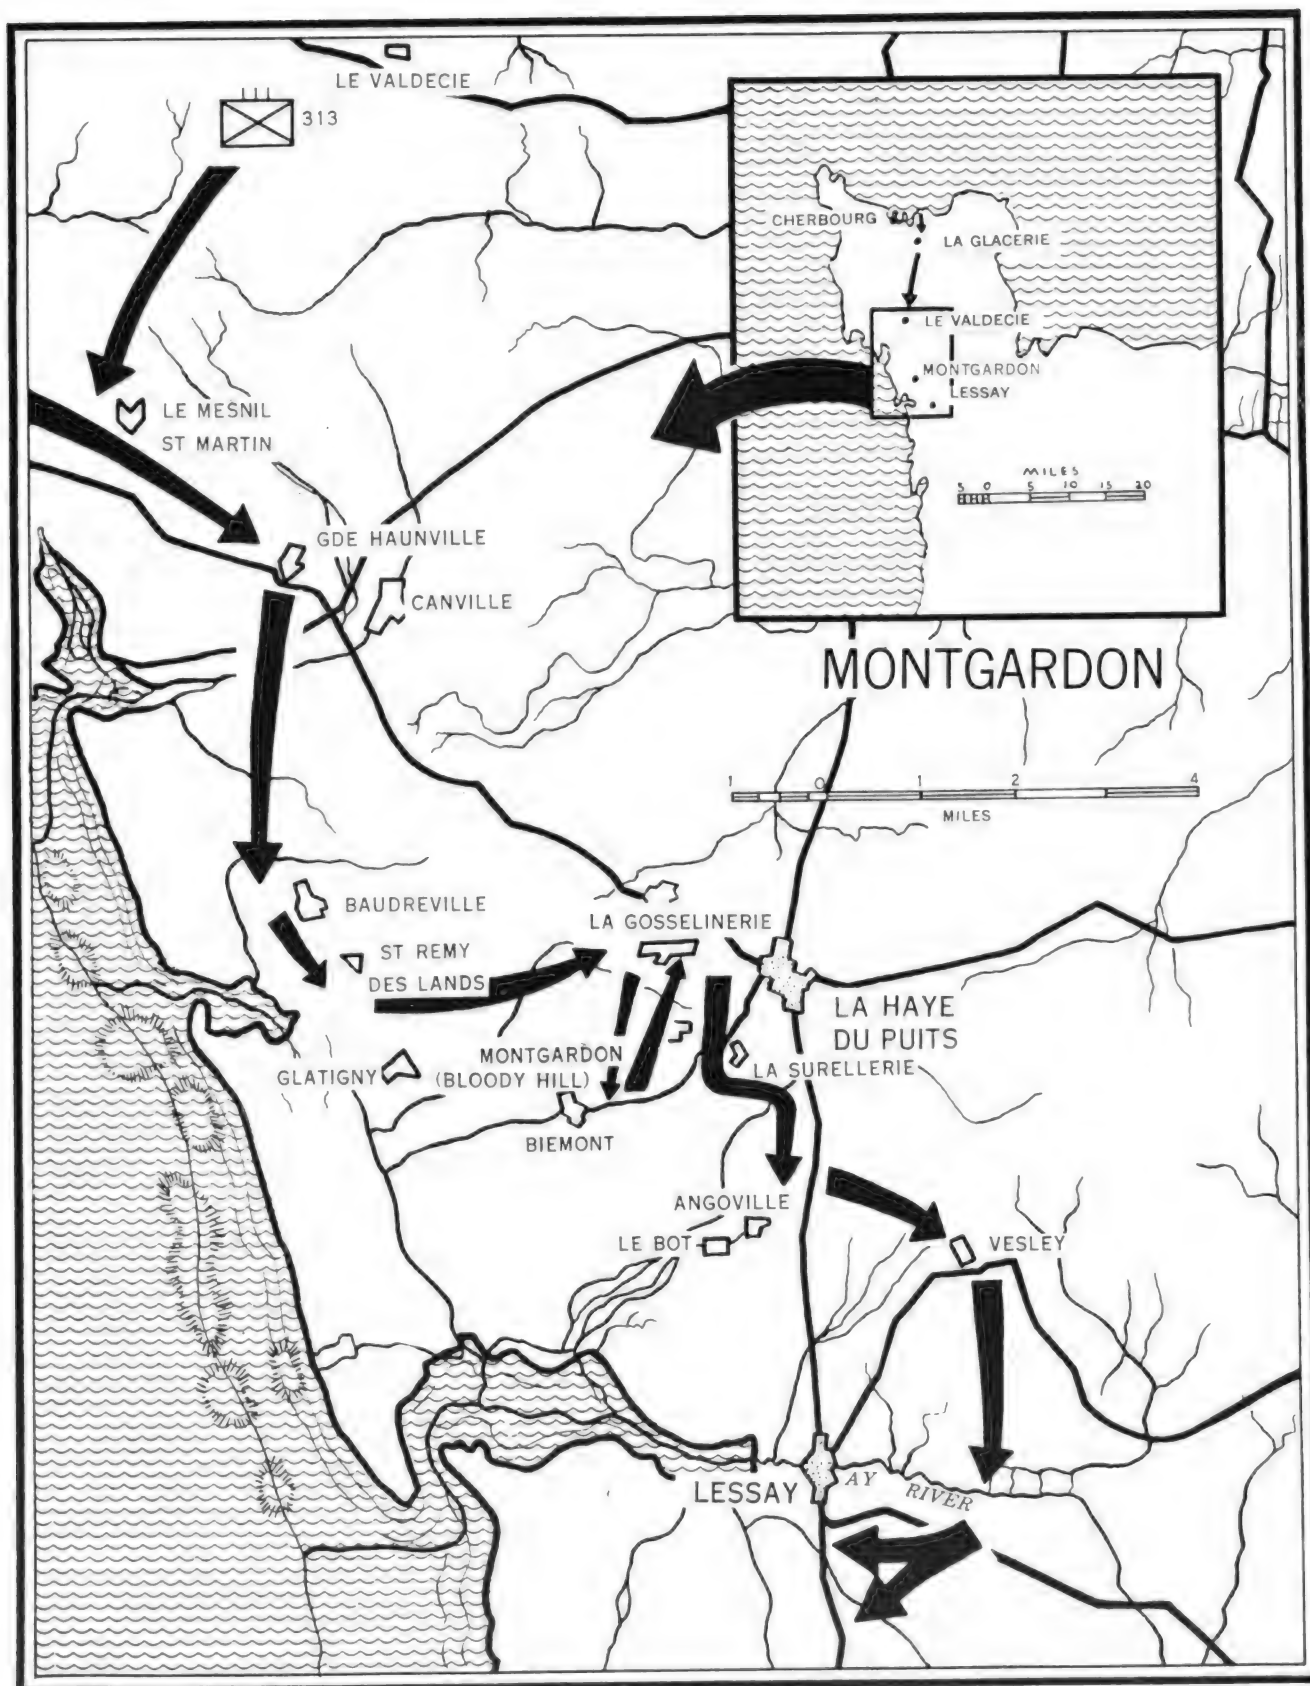 LE VALDECIE
313
CHERBOURG
LA GLACERIE
LE VALDECIE
MONTGARDON
LESSAY
MILES
5 0 5 10 15 20
LE MESNIL
ST MARTIN
GDE HAUNVILLE
CANVILLE
MONTGARDON
1 0 1 2 4
MILES
BAUDREVILLE
LA GOSSELINERIE
ST REMY
DES LANDS
LA HAYE
DU PUITS
MONTGARDON
(BLOODY HILL)
GLATIGNY
LA SURELLERIE
BIEMONT
ANGOVILLE
LE BOT
VESLEY
LESSAY
AY RIVER